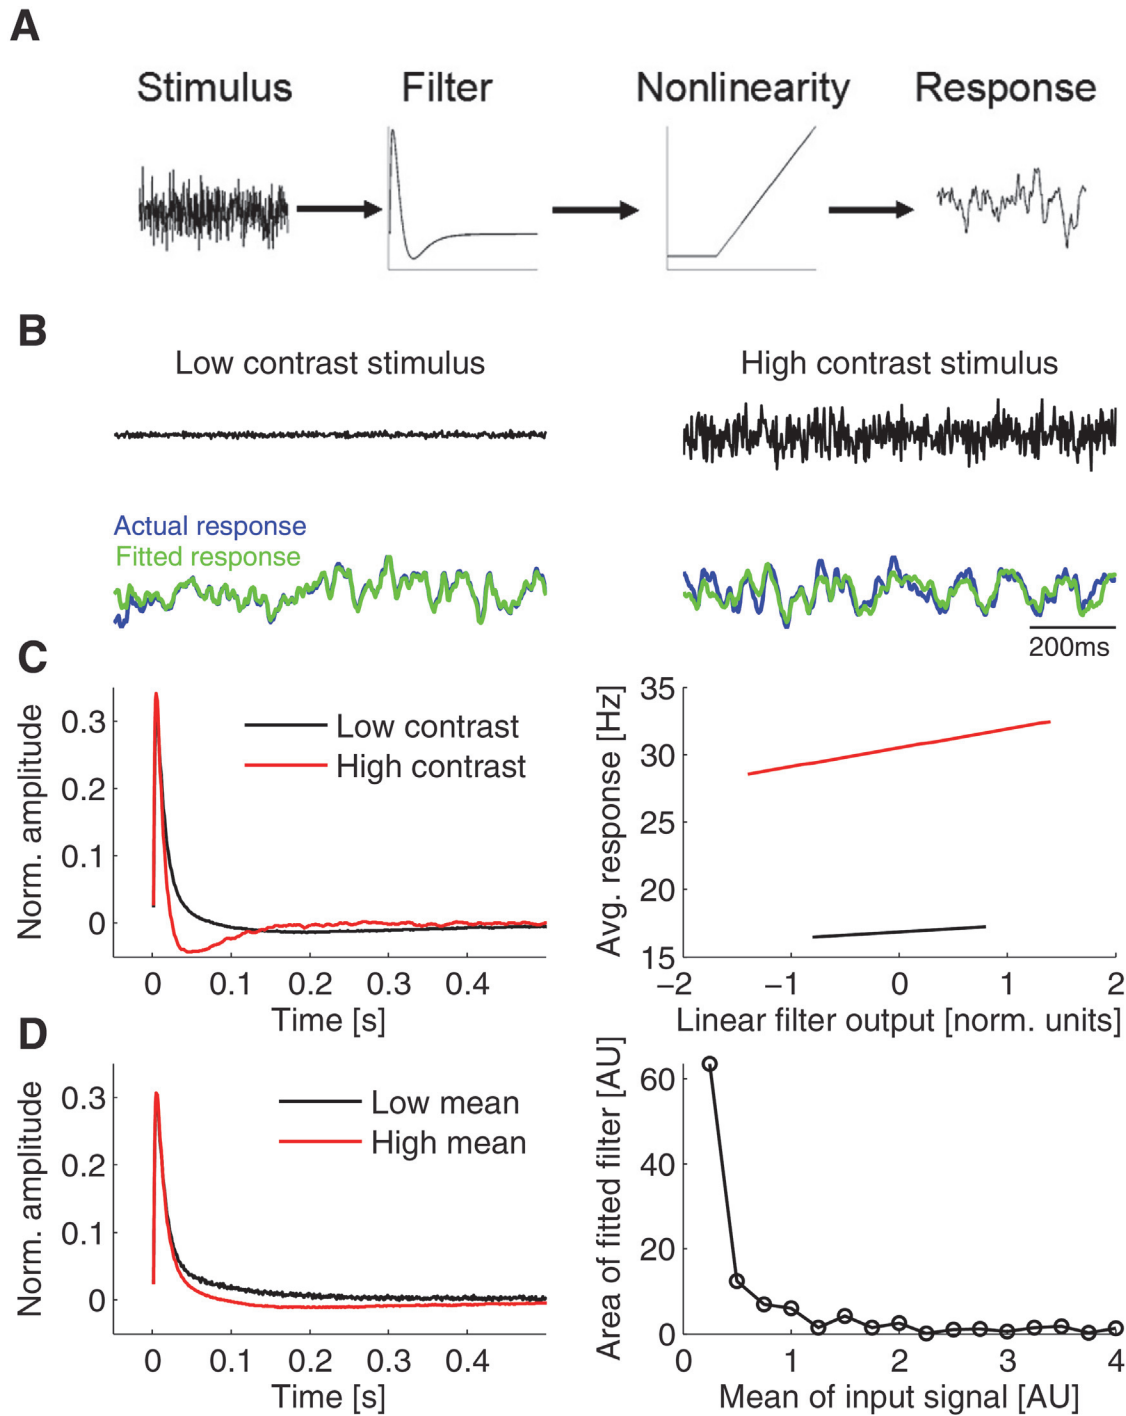 A
Stimulus Filter Nonlinearity Response
B
Low contrast stimulus High contrast stimulus
Actual response
Fitted response
200ms
C
Norm. amplitude
0.3
0.2
0.1
0
Low contrast
High contrast
0 0.1 0.2 0.3 0.4
Time [s]
Avg. response [Hz]
35
30
25
20
15
−2 −1 0 1 2
Linear filter output [norm. units]
D
Norm. amplitude
0.3
0.2
0.1
0
Low mean
High mean
0 0.1 0.2 0.3 0.4
Time [s]
Area of fitted filter [AU]
60
40
20
0
0 1 2 3 4
Mean of input signal [AU]